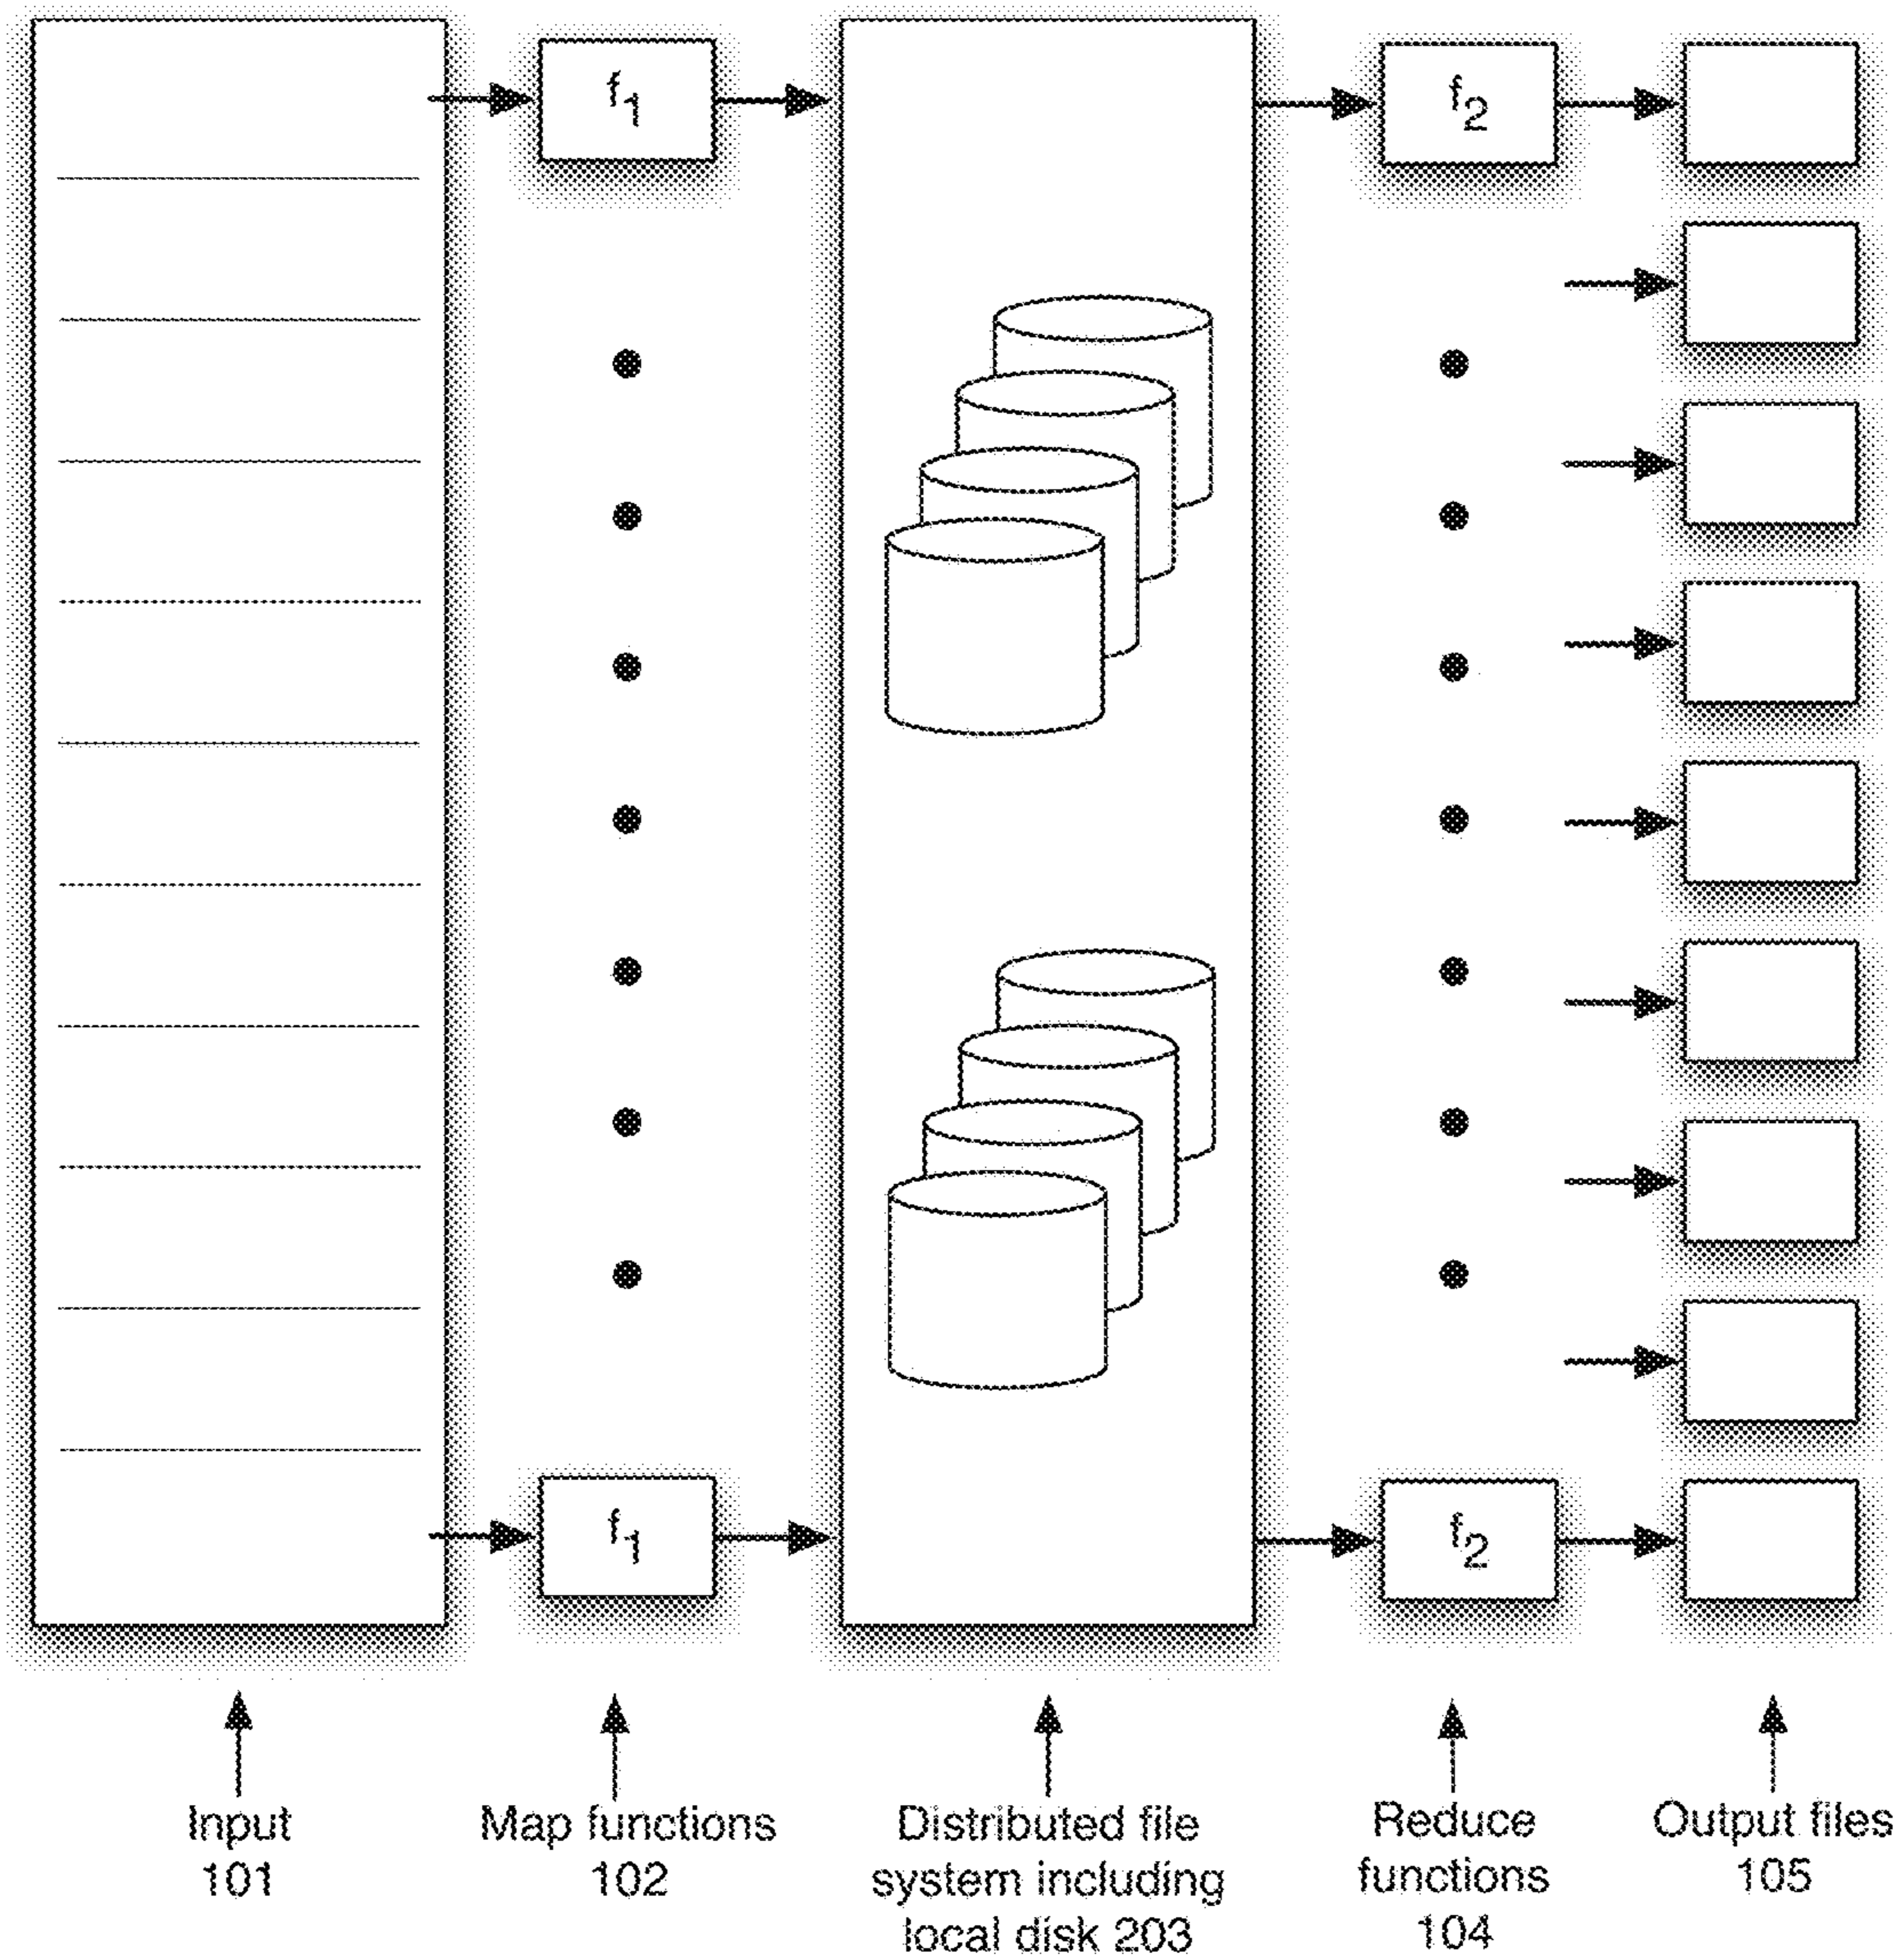 f1
f2
f1
f2
Input
101
Map functions
102
Distributed file
system including
local disk 203
Reduce
functions
104
Output files
105